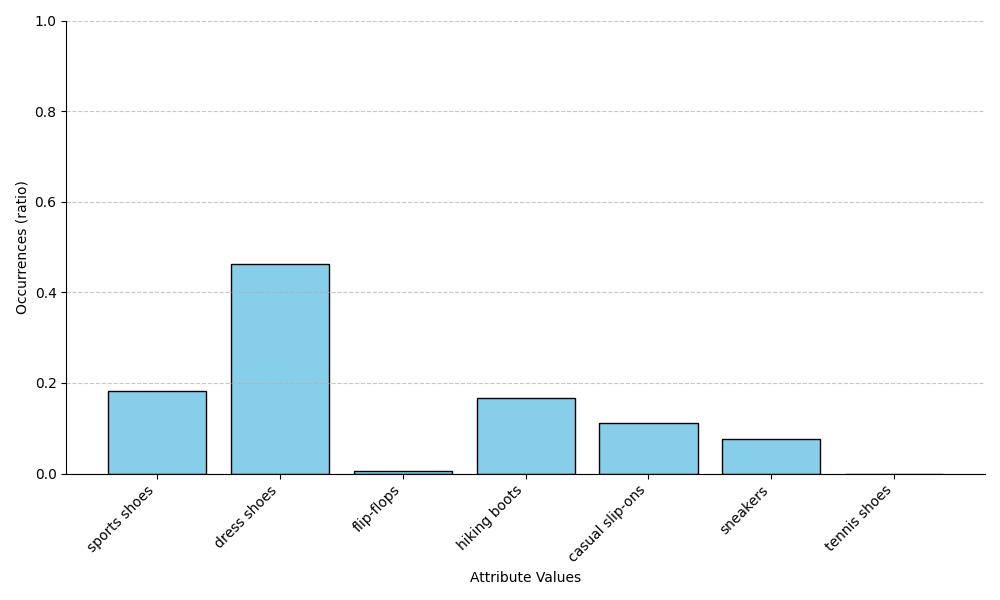 1.0
0.8
0.6
0.4
0.2
0.0
Occurrences (ratio)
sports shoes
dress shoes
flip-flops
hiking boots
casual slip-ons
sneakers
tennis shoes
Attribute Values